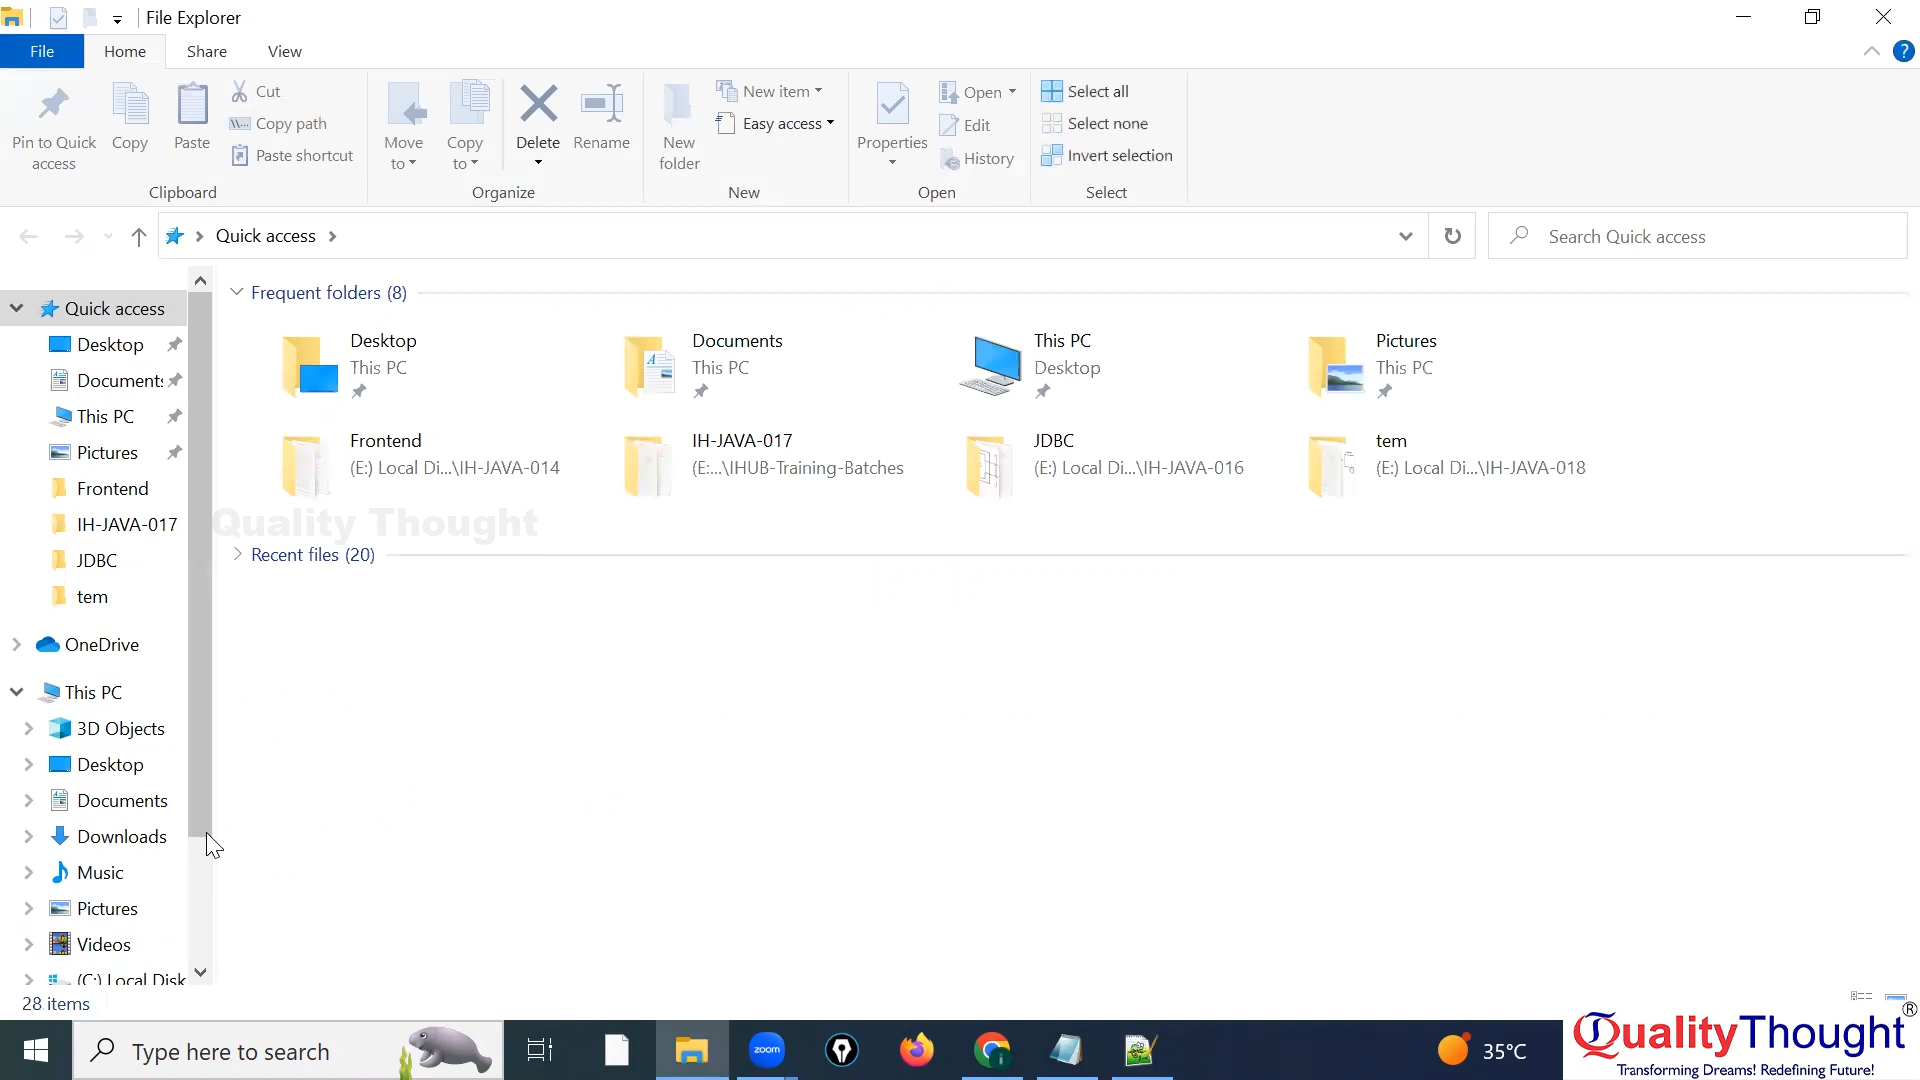 File Explorer
File
Home
Share
View
Pin to Quick access
Copy
Paste
Cut
Copy path
Paste shortcut
Clipboard
Move to
Copy to
Delete
Rename
Organize
New folder
New item
Easy access
New
Properties
Open
Edit
History
Open
Select all
Select none
Invert selection
Select
Quick access
Search Quick access
Quick access
Desktop
Documents
This PC
Pictures
Frontend
IH-JAVA-017
JDBC
tem
OneDrive
This PC
3D Objects
Desktop
Documents
Downloads
Music
Pictures
Videos
(C:) Local Disk
Frequent folders (8)
Desktop
This PC
Documents
This PC
This PC
Desktop
Pictures
This PC
Frontend
(E:) Local Di...\IH-JAVA-014
IH-JAVA-017
(E:...\IHUB-Training-Batches
JDBC
(E:) Local Di...\IH-JAVA-016
tem
(E:) Local Di...\IH-JAVA-018
Quality Thought
Recent files (20)
28 items
Type here to search
zoom
35°C
QualityThought®
Transforming Dreams! Redefining Future!